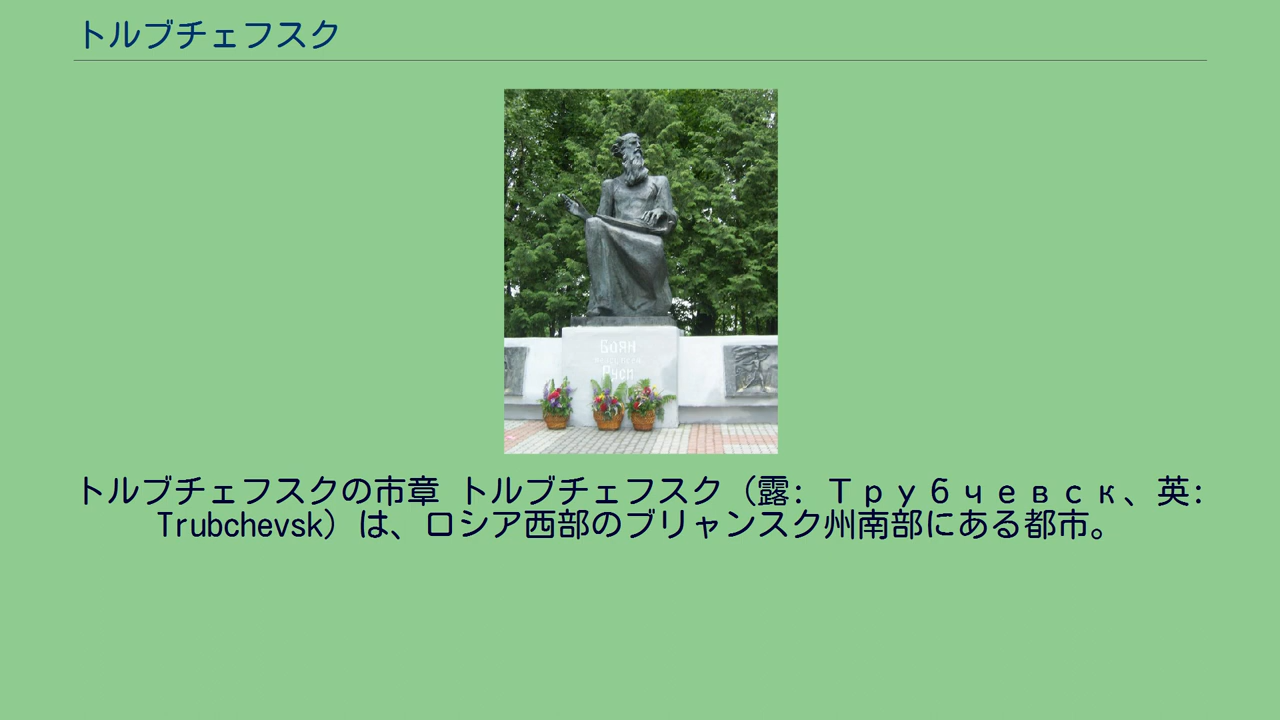 トルブチェフスク
Боян
Русь
トルブチェフスクの市章 トルブチェフスク（露: Трубчевск、英:
Trubchevsk）は、ロシア西部のブリャンスク州南部にある都市。